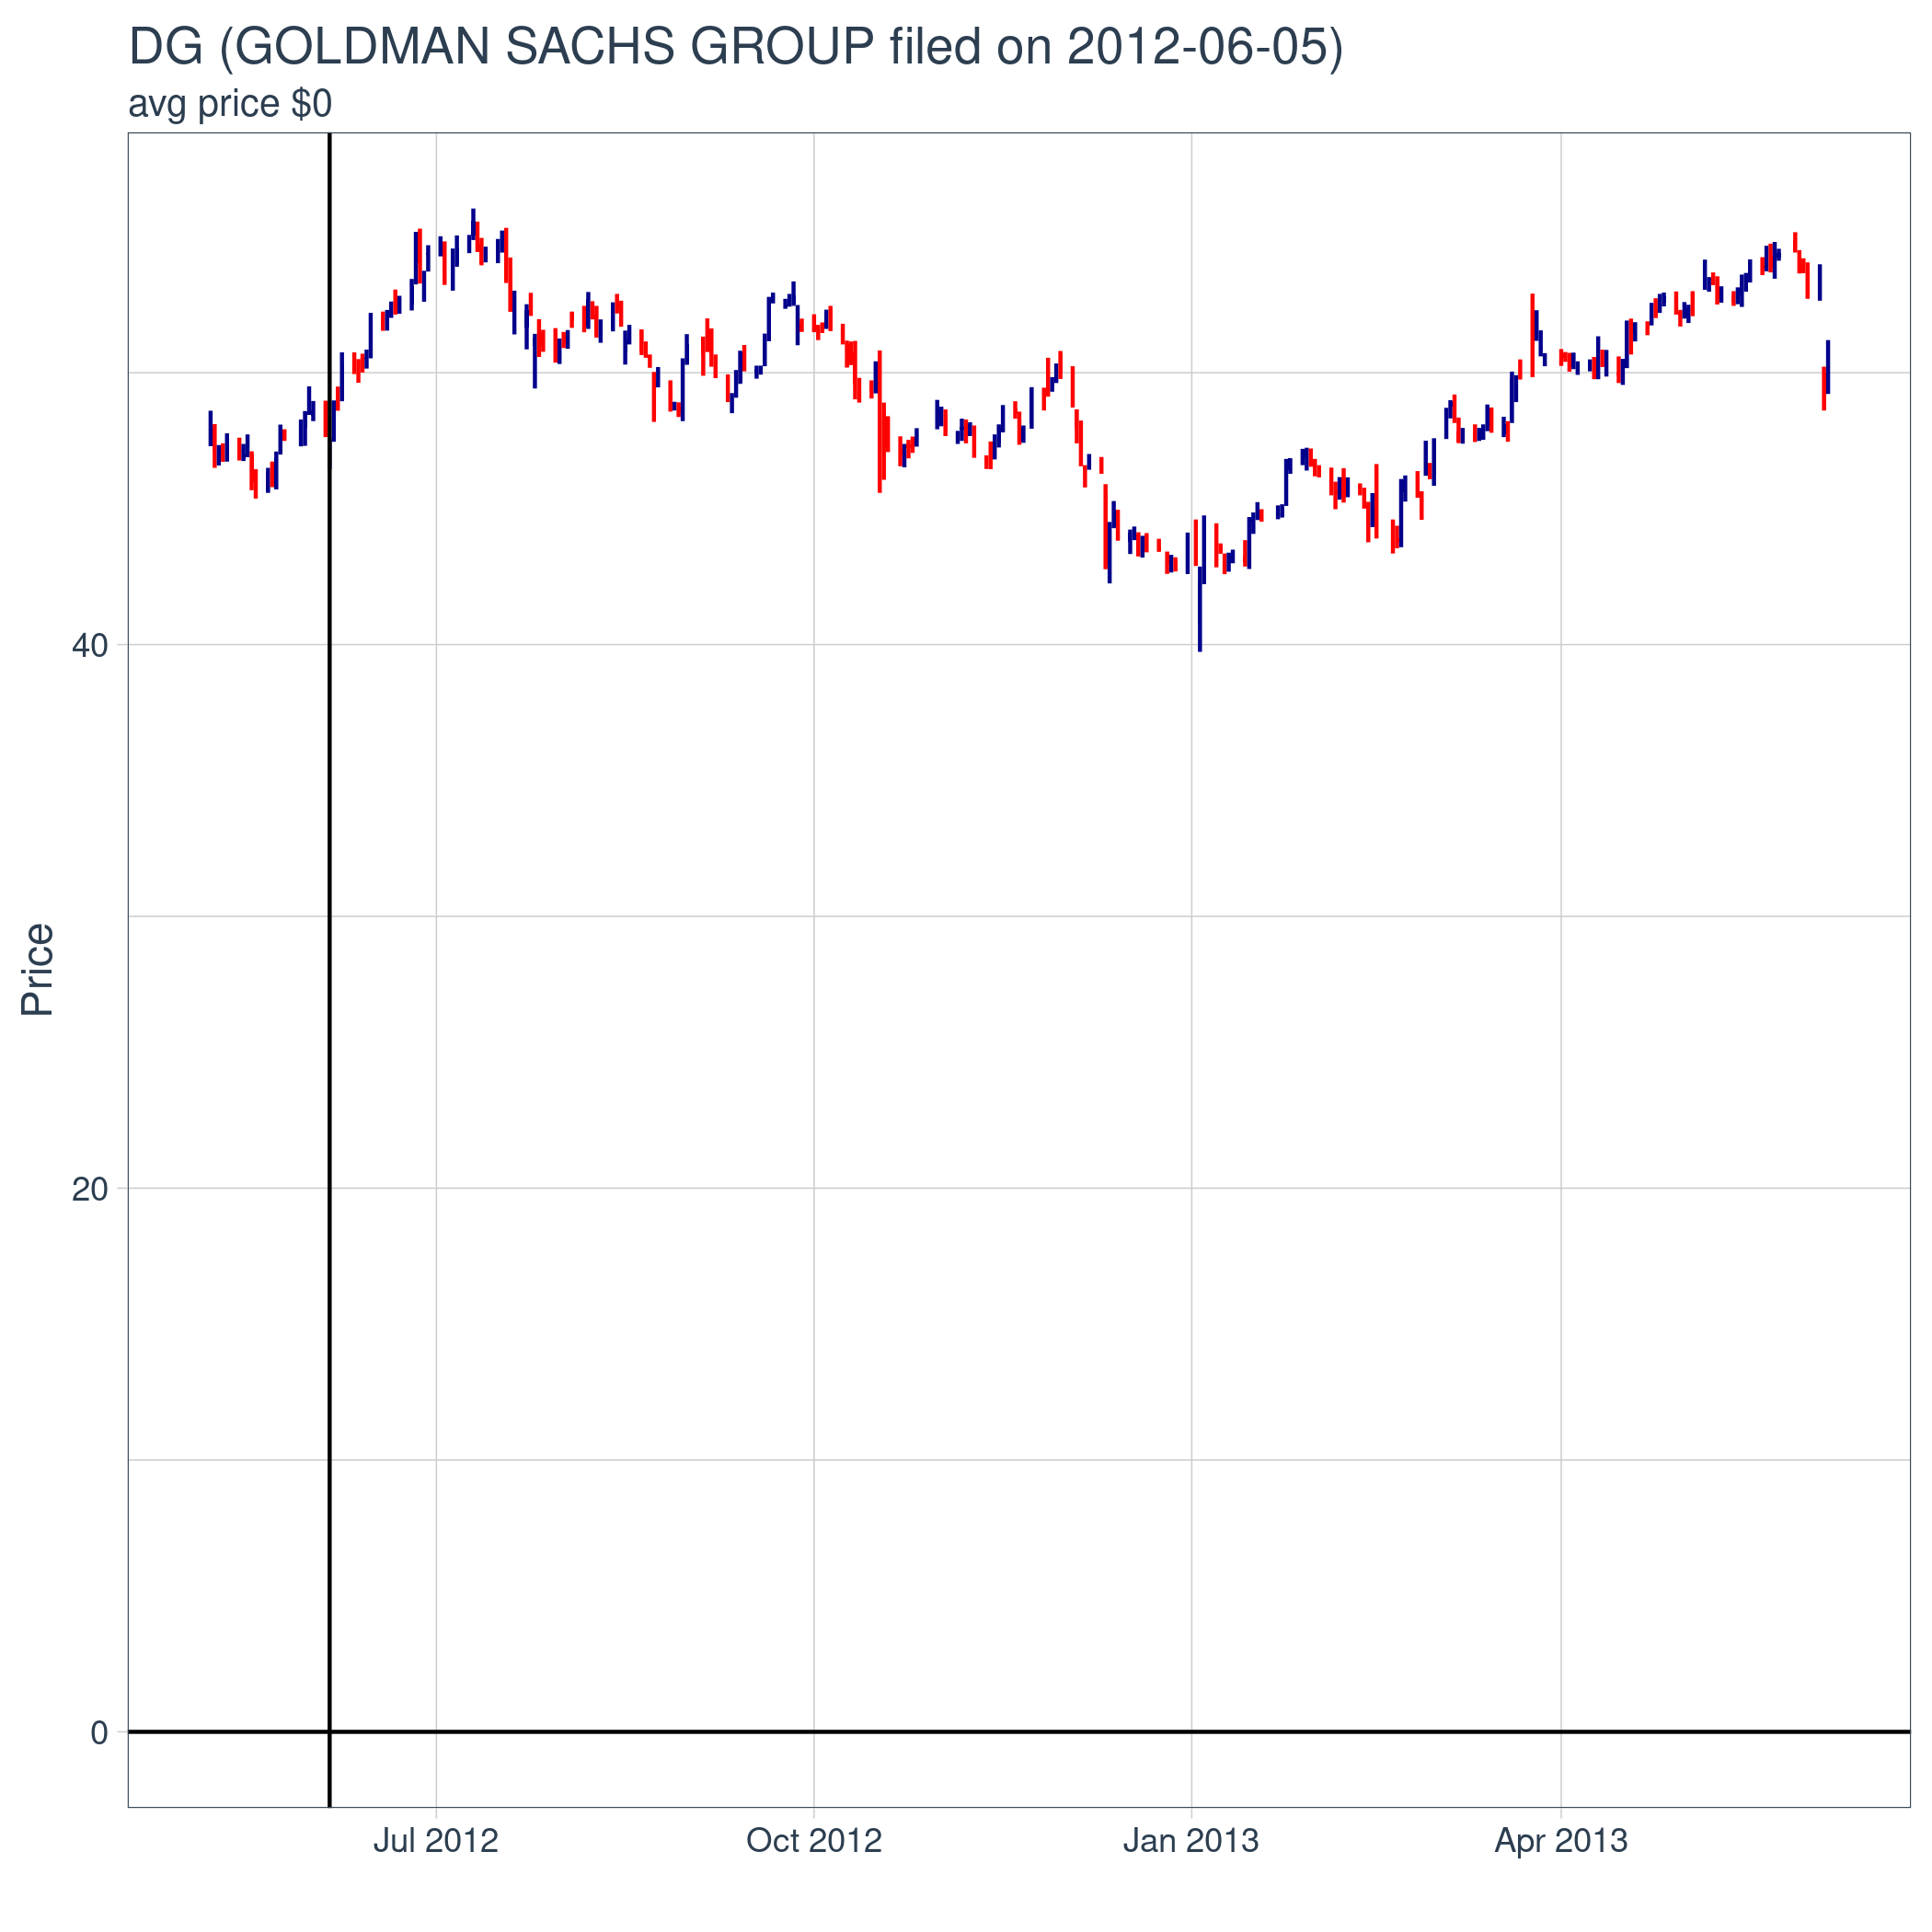 DG (GOLDMAN SACHS GROUP filed on 2012-06-05)
avg price $0
Price
40
20
0
Jul 2012
Oct 2012
Jan 2013
Apr 2013